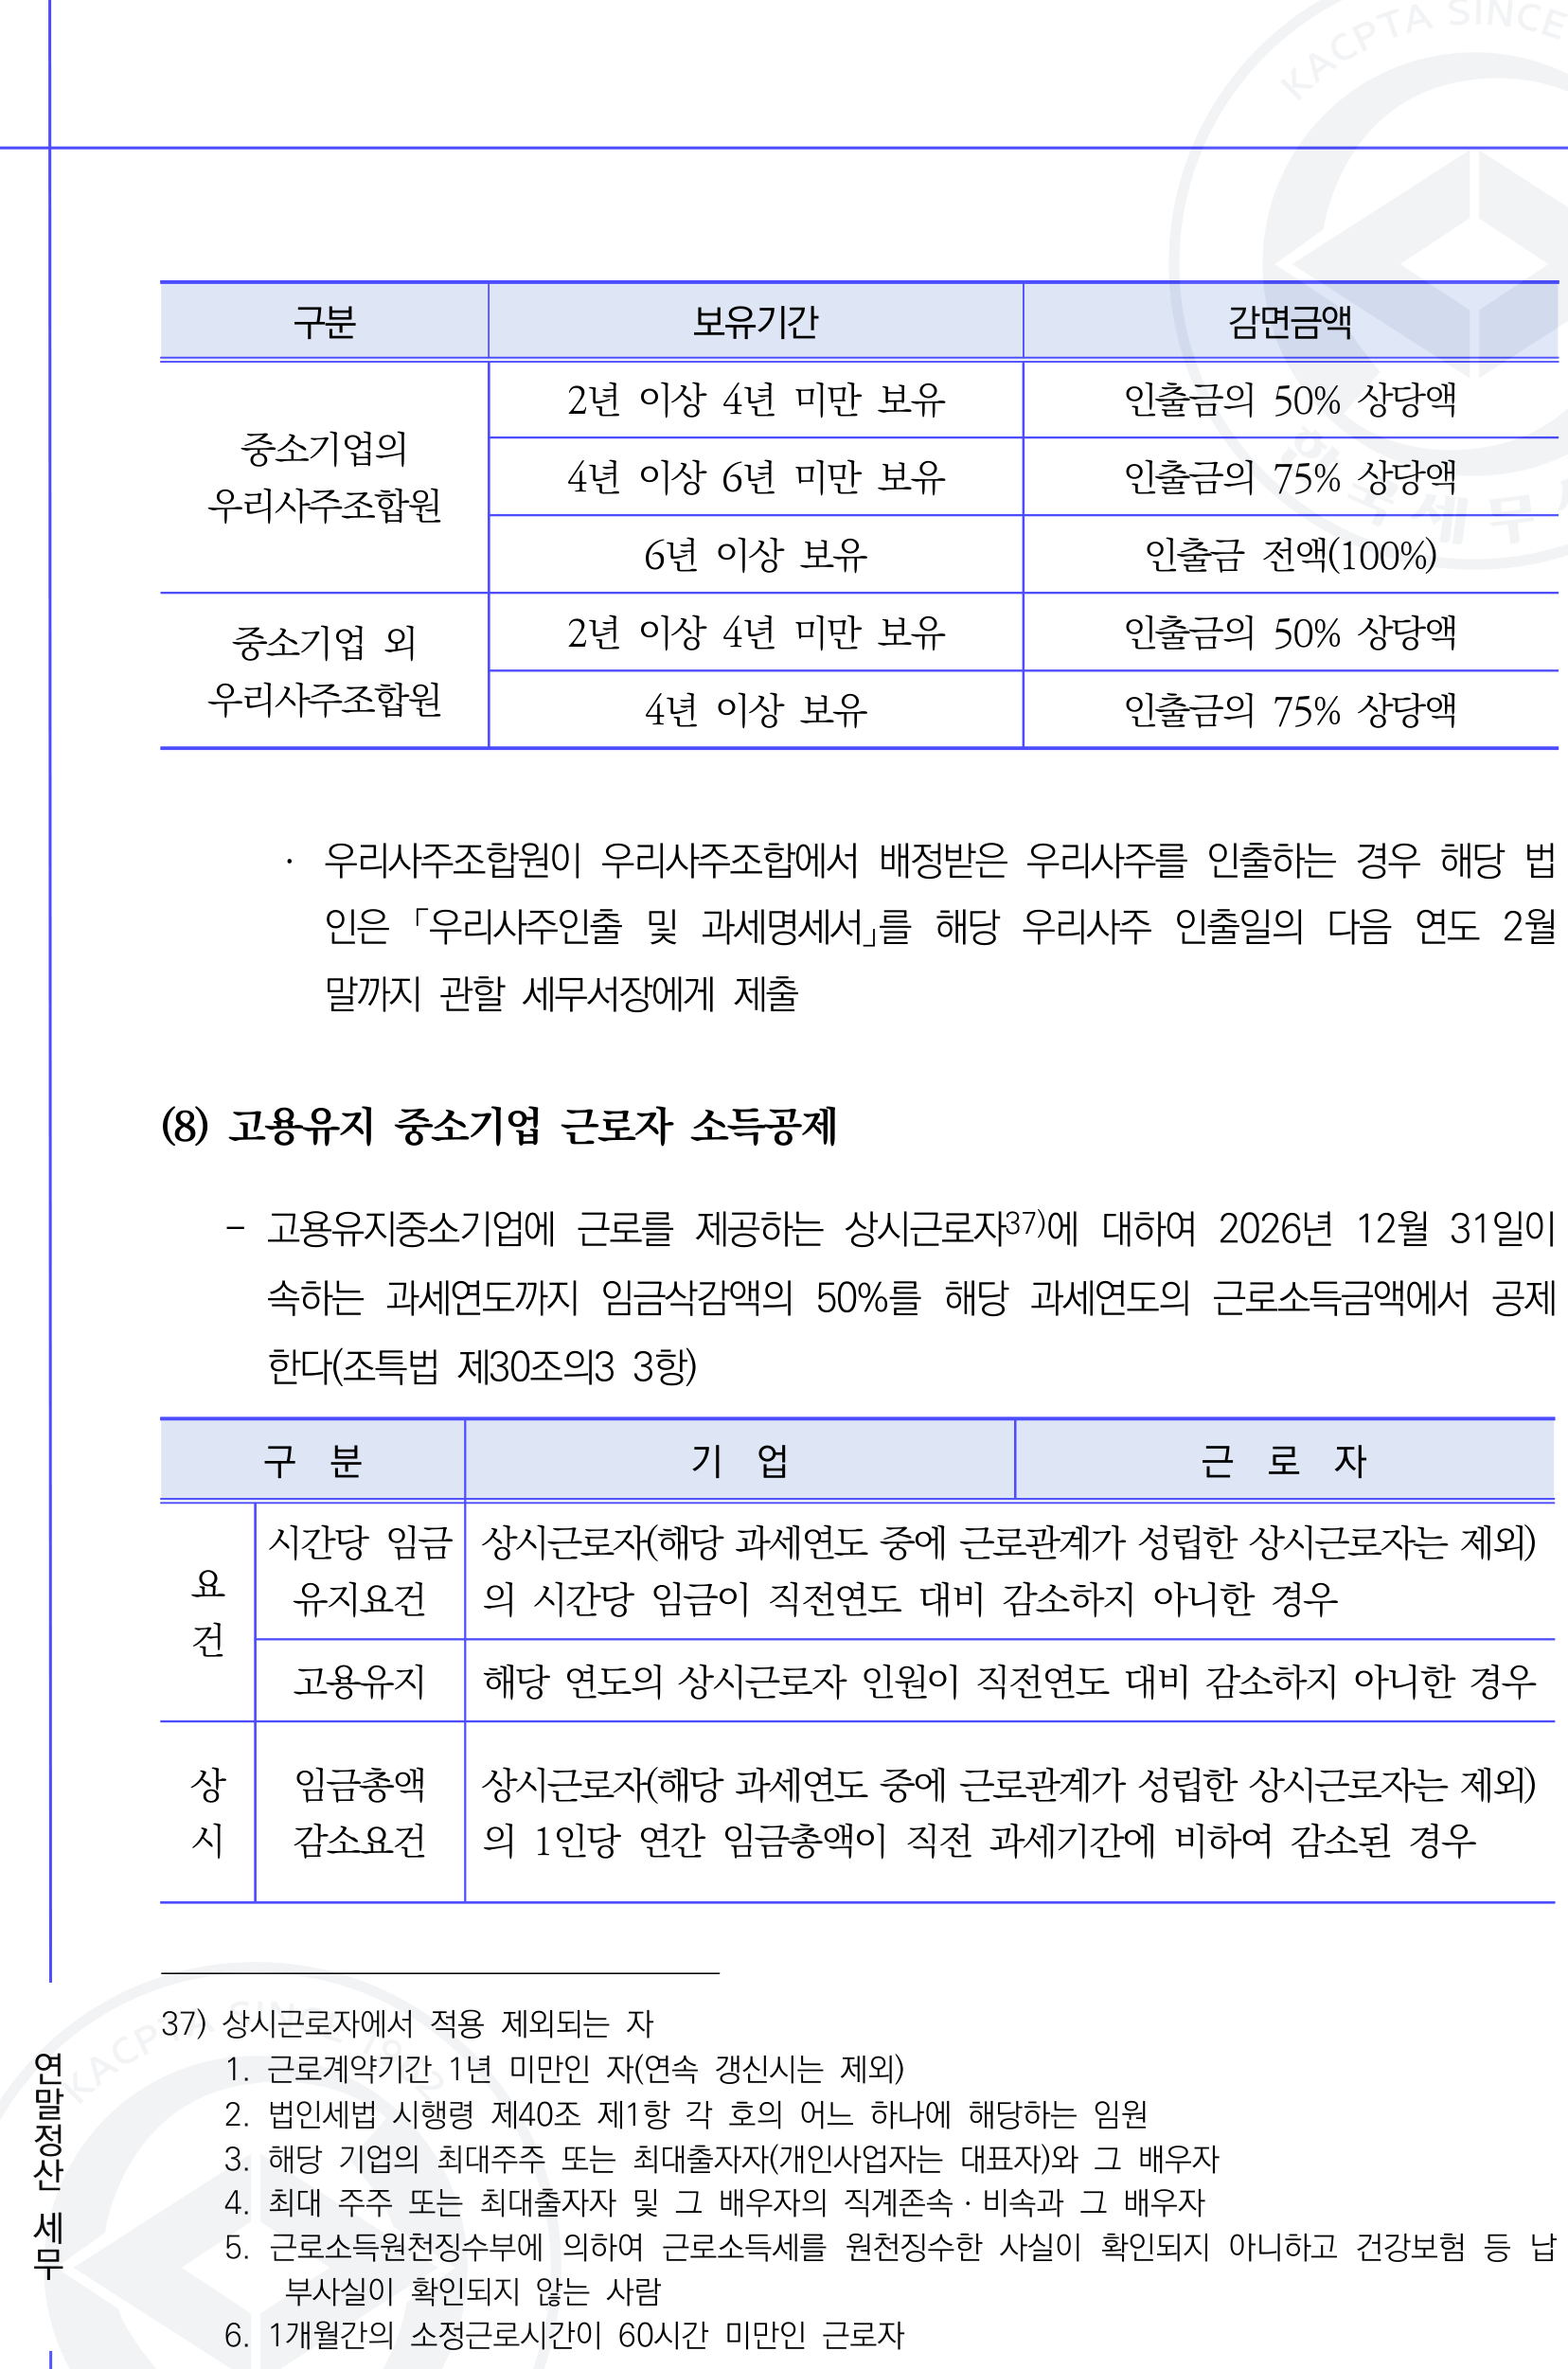 KACPTA SINCE
구분 보유기간 감면금액
중소기업의
우리사주조합원
2년 이상 4년 미만 보유 인출금의 50% 상당액
4년 이상 6년 미만 보유 인출금의 75% 상당액
6년 이상 보유 인출금 전액(100%)
중소기업 외
우리사주조합원
2년 이상 4년 미만 보유 인출금의 50% 상당액
4년 이상 보유 인출금의 75% 상당액
한국세무
· 우리사주조합원이 우리사주조합에서 배정받은 우리사주를 인출하는 경우 해당 법
인은 「우리사주인출 및 과세명세서」를 해당 우리사주 인출일의 다음 연도 2월
말까지 관할 세무서장에게 제출
(8) 고용유지 중소기업 근로자 소득공제
- 고용유지중소기업에 근로를 제공하는 상시근로자37)에 대하여 2026년 12월 31일이
속하는 과세연도까지 임금삭감액의 50%를 해당 과세연도의 근로소득금액에서 공제
한다(조특법 제30조의3 3항)
구 분 기 업 근 로 자
요
건
시간당 임금
유지요건
상시근로자(해당 과세연도 중에 근로관계가 성립한 상시근로자는 제외)
의 시간당 임금이 직전연도 대비 감소하지 아니한 경우
고용유지 해당 연도의 상시근로자 인원이 직전연도 대비 감소하지 아니한 경우
상
시
임금총액
감소요건
상시근로자(해당 과세연도 중에 근로관계가 성립한 상시근로자는 제외)
의 1인당 연간 임금총액이 직전 과세기간에 비하여 감소된 경우
37) 상시근로자에서 적용 제외되는 자
1. 근로계약기간 1년 미만인 자(연속 갱신시는 제외)
2. 법인세법 시행령 제40조 제1항 각 호의 어느 하나에 해당하는 임원
3. 해당 기업의 최대주주 또는 최대출자자(개인사업자는 대표자)와 그 배우자
4. 최대 주주 또는 최대출자자 및 그 배우자의 직계존속·비속과 그 배우자
5. 근로소득원천징수부에 의하여 근로소득세를 원천징수한 사실이 확인되지 아니하고 건강보험 등 납
부사실이 확인되지 않는 사람
6. 1개월간의 소정근로시간이 60시간 미만인 근로자
연말정산 세무
KACPTA SINCE